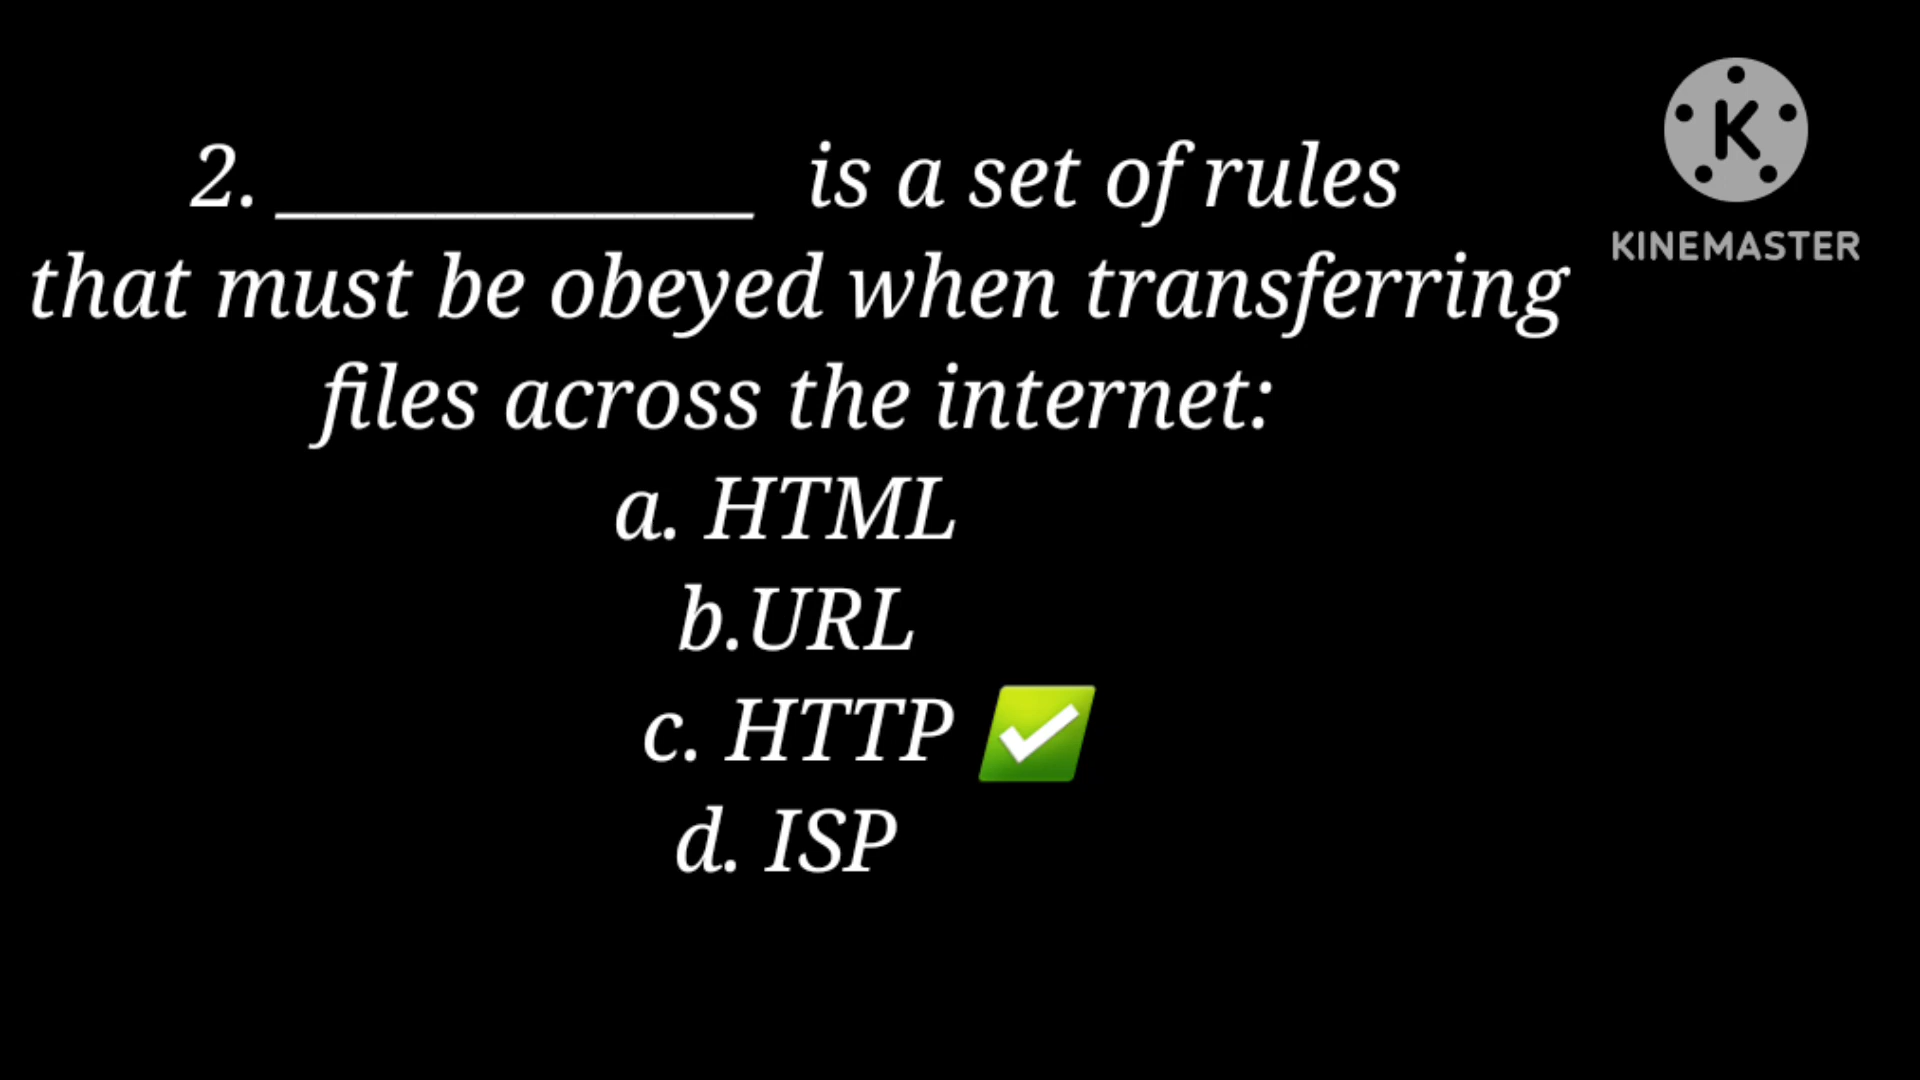 2. ____________ is a set of rules
that must be obeyed when transferring
files across the internet:
a. HTML
b.URL
c. HTTP ✅
d. ISP
K
KINEMASTER